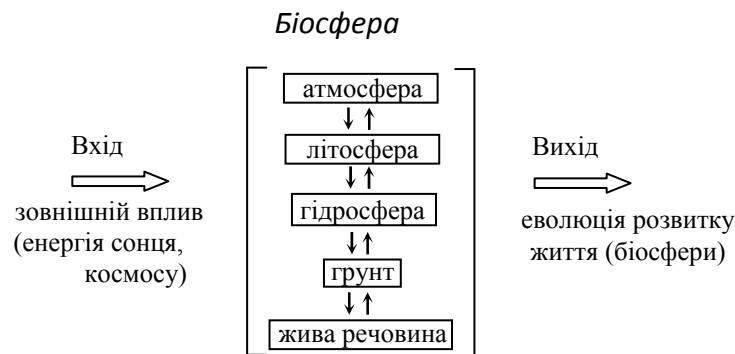 Біосфера
Вхід
зовнішній вплив
(енергія сонця,
космосу)
атмосфера
літосфера
гідросфера
грунт
жива речовина
Вихід
еволюція розвитку
життя (біосфери)